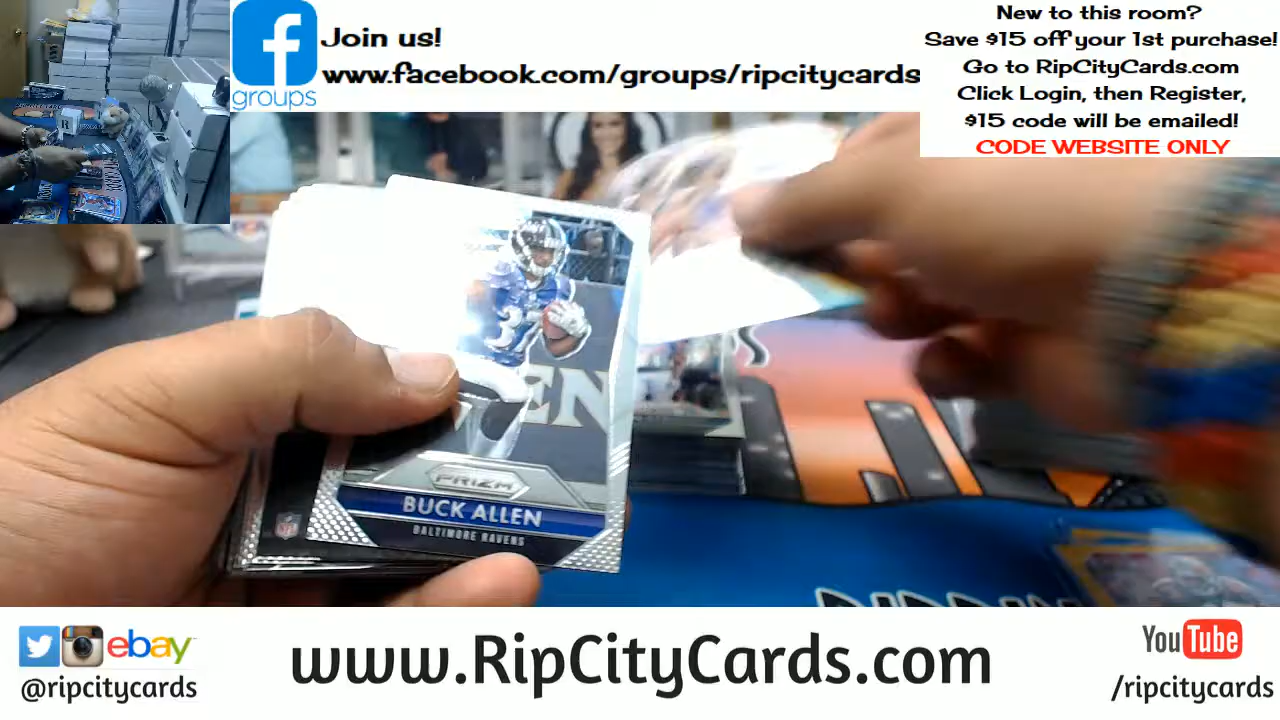 groups
Join us!
www.facebook.com/groups/ripcitycards
New to this room?
Save $15 off your 1st purchase!
Go to RipCityCards.com
Click Login, then Register,
$15 code will be emailed!
CODE WEBSITE ONLY
37
EN
PRIZM
BUCK ALLEN
BALTIMORE RAVENS
NFL
ebay
@ripcitycards
www.RipCityCards.com
YouTube
/ripcitycards